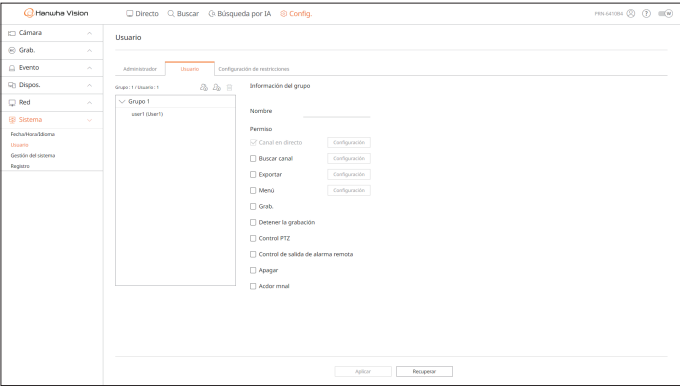 Hanwha Vision
Directo Buscar Búsqueda por IA Config.
PRN-6410B4
Cámara
Grab.
Evento
Dispos.
Red
Sistema
Fecha/Hora/Idioma
Usuario
Gestión del sistema
Registro
Usuario
Administrador Usuario Configuración de restricciones
Grupo : 1 / Usuario : 1
Grupo 1
user1 (User1)
Información del grupo
Nombre
Permiso
Canal en directo Configuración
Buscar canal Configuración
Exportar Configuración
Menú Configuración
Grab.
Detener la grabación
Control PTZ
Control de salida de alarma remota
Apagar
Acdor mnal
Aplicar Recuperar